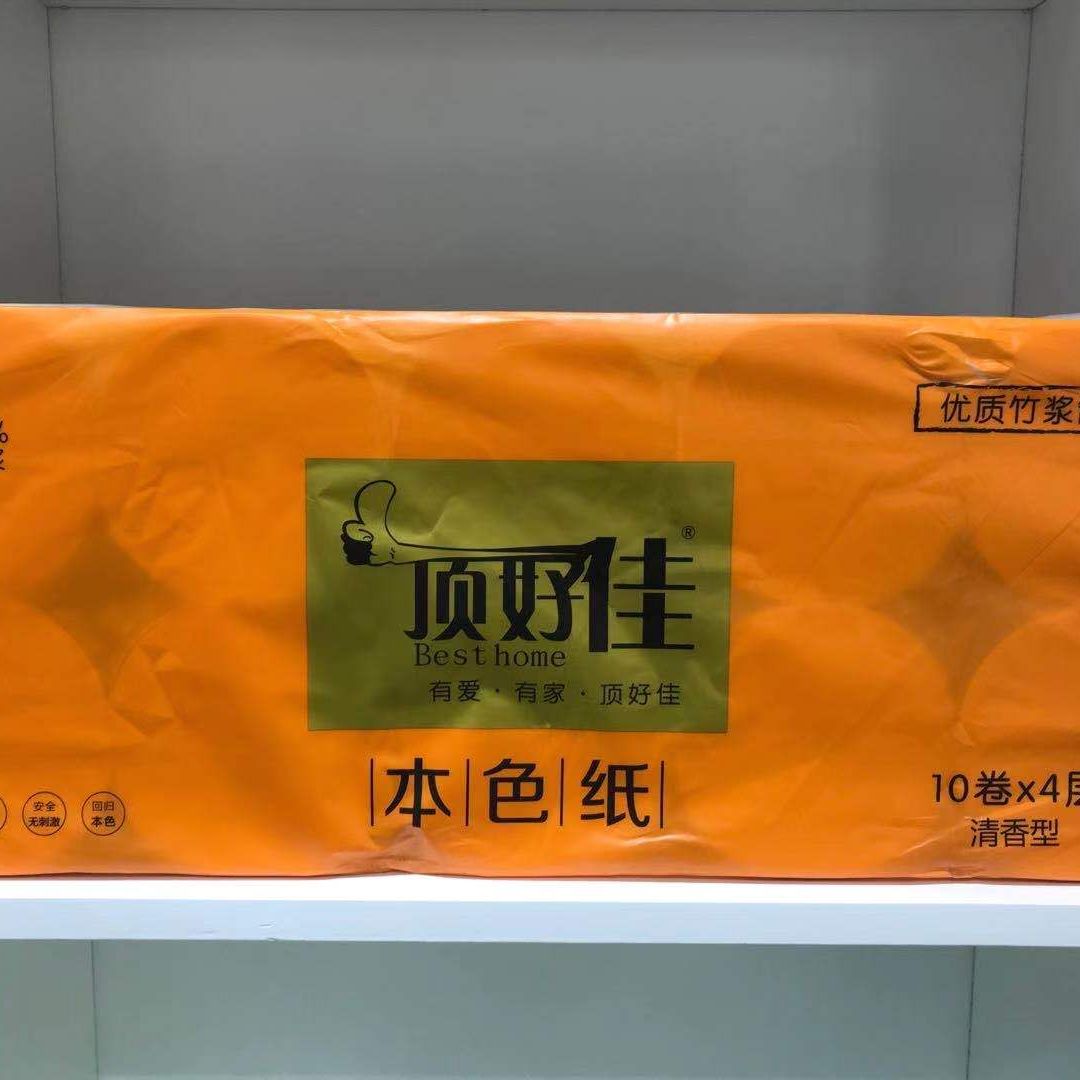 优质竹浆
顶好佳®
Best home
有爱·有家·顶好佳
本色纸
10卷x4层
清香型
安全
无刺激
回归
本色